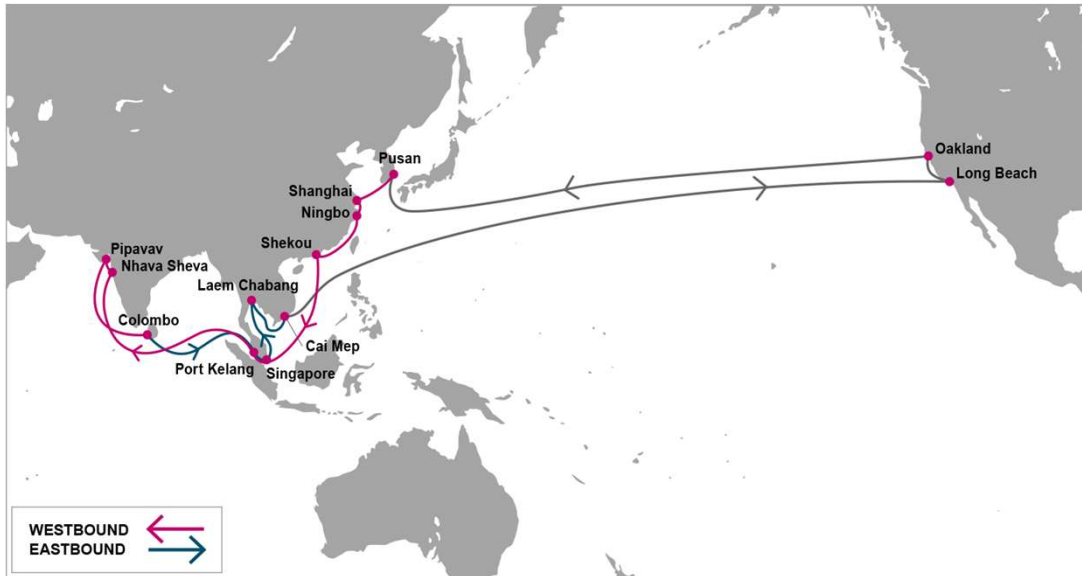 Oakland
Pusan
Long Beach
Shanghai
Ningbo
Shekou
Pipavav
Nhava Sheva
Laem Chabang
Colombo
Cai Mep
Port Kelang
Singapore
WESTBOUND
EASTBOUND